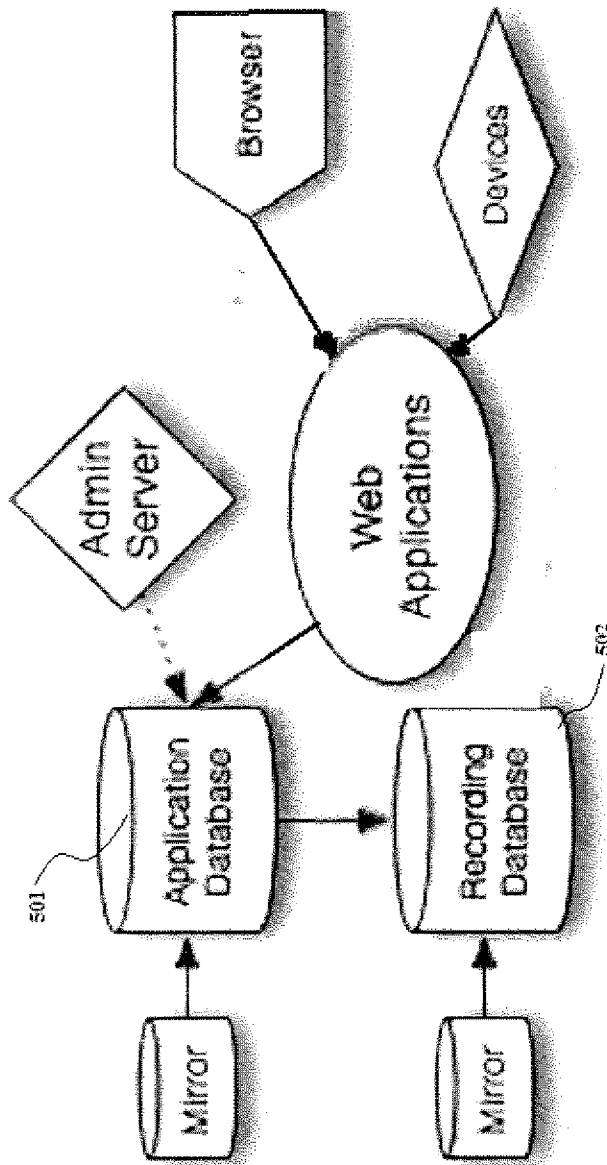 501
Admin
Server
Browser
Mirror
Application
Database
Web
Applications
Devices
Mirror
Recording
Database
502